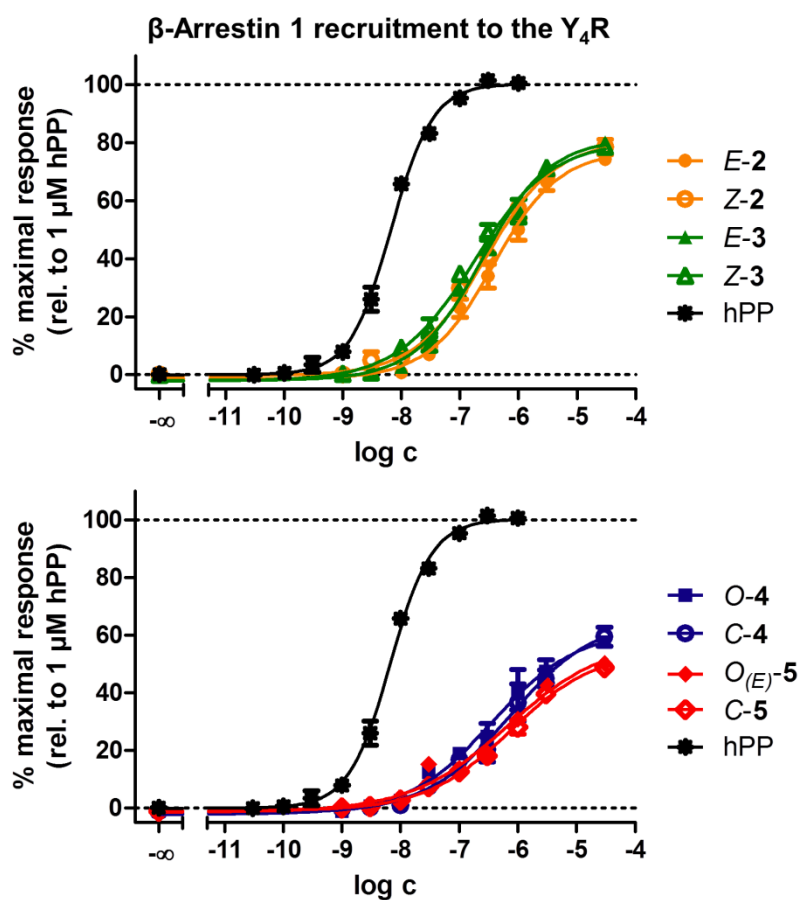 β-Arrestin 1 recruitment to the Y₄R
% maximal response
(rel. to 1 µM hPP)
100
80
60
40
20
0
-∞ -11 -10 -9 -8 -7 -6 -5 -4
log c
E-2
Z-2
E-3
Z-3
hPP
% maximal response
(rel. to 1 µM hPP)
100
80
60
40
20
0
-∞ -11 -10 -9 -8 -7 -6 -5 -4
log c
O-4
C-4
O(E)-5
C-5
hPP